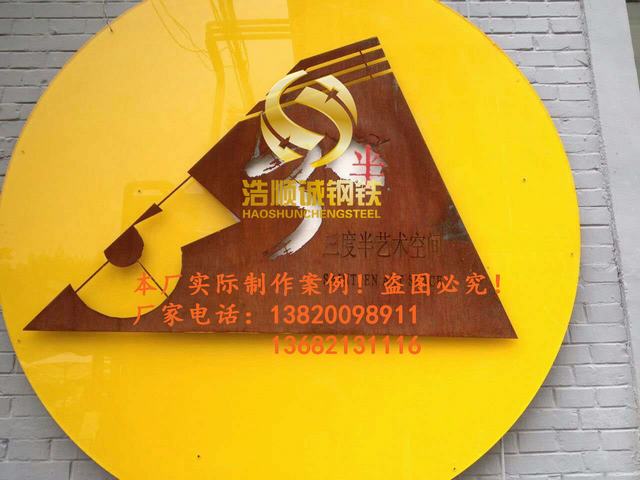 半
浩顺诚钢铁
HAOSHUNCHENGSTEEL
三度半艺术空间
本厂实际制作案例！盗图必究！
厂家电话：13820098911
13682131116